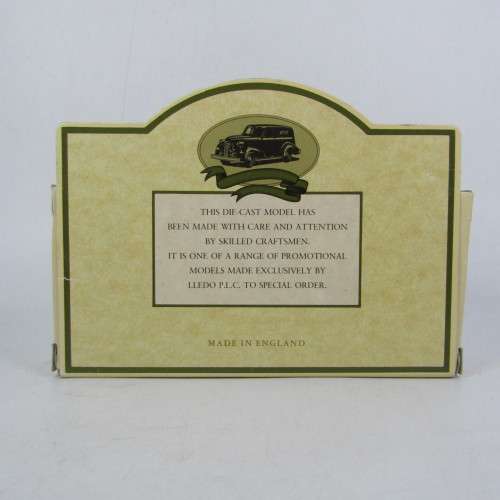 THIS DIE-CAST MODEL HAS
BEEN MADE WITH CARE AND ATTENTION
BY SKILLED CRAFTSMEN.
IT IS ONE OF A RANGE OF PROMOTIONAL
MODELS MADE EXCLUSIVELY BY
LLEDO P.L.C. TO SPECIAL ORDER.
MADE IN ENGLAND